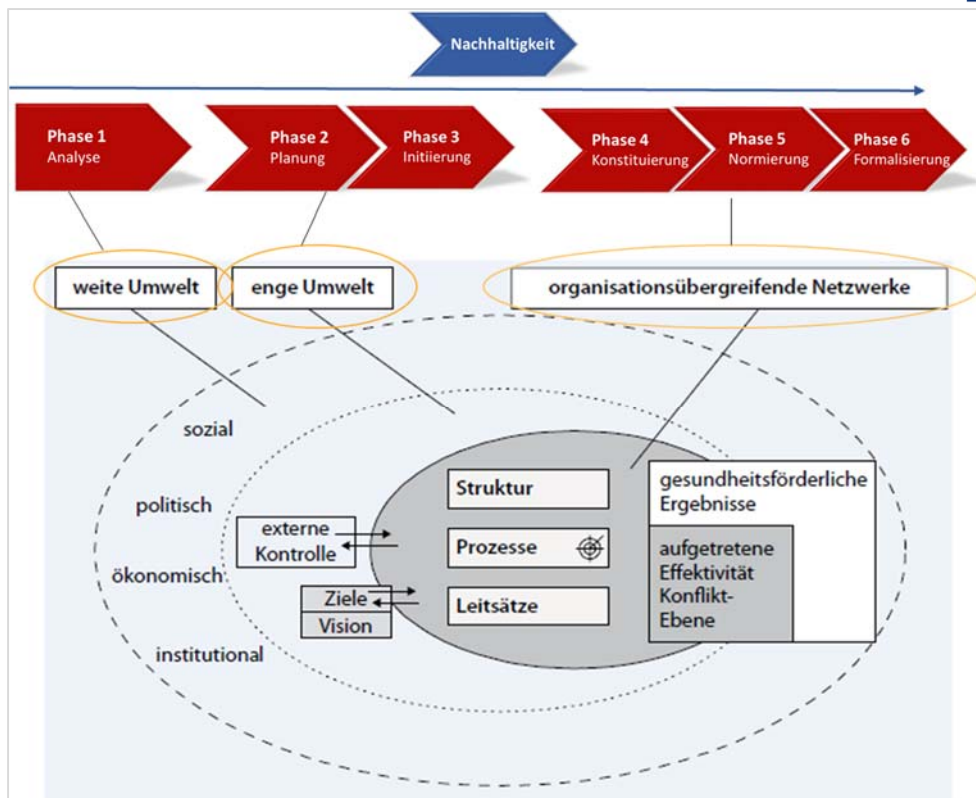 Nachhaltigkeit
Phase 1
Analyse
Phase 2
Planung
Phase 3
Initiierung
Phase 4
Konstituierung
Phase 5
Normierung
Phase 6
Formalisierung
weite Umwelt
enge Umwelt
organisationsübergreifende Netzwerke
sozial
politisch
ökonomisch
institutional
externe
Kontrolle
Ziele
Vision
Struktur
Prozesse
Leitsätze
gesundheitsförderliche
Ergebnisse
aufgetretene
Effektivität
Konflikt-
Ebene